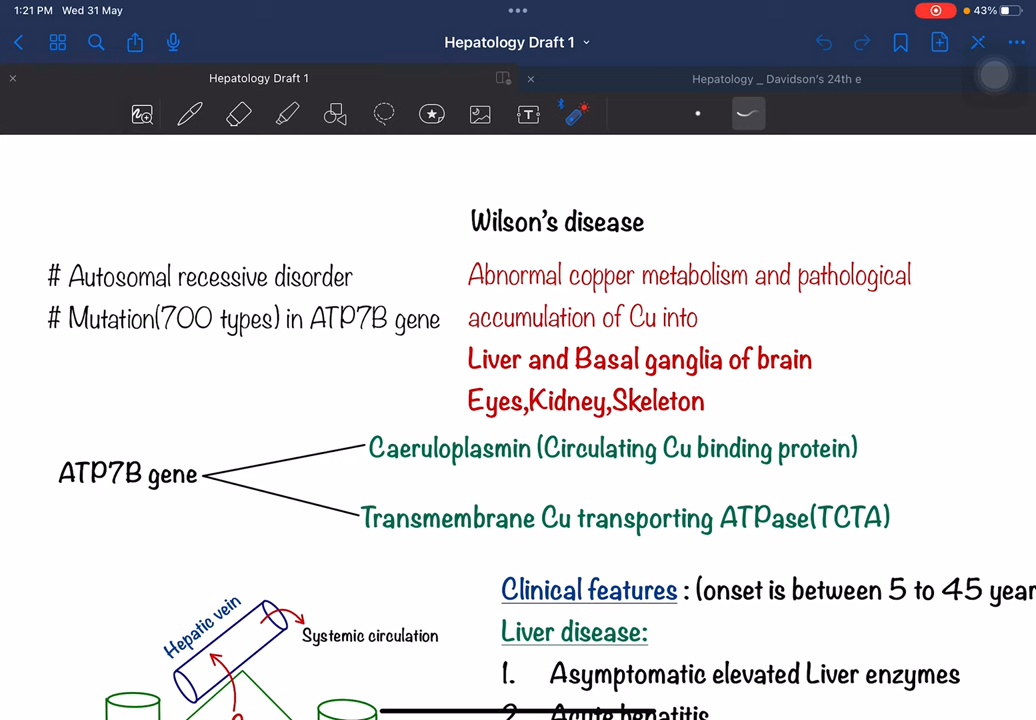 1:21 PM Wed 31 May
43%
Hepatology Draft 1
Hepatology Draft 1
Hepatology _ Davidson's 24th e
Wilson's disease
# Autosomal recessive disorder
# Mutation(700 types) in ATP7B gene
Abnormal copper metabolism and pathological
accumulation of Cu into
Liver and Basal ganglia of brain
Eyes,Kidney,Skeleton
ATP7B gene
Caeruloplasmin (Circulating Cu binding protein)
Transmembrane Cu transporting ATPase(TCTA)
Hepatic vein
Systemic circulation
Clinical features : (onset is between 5 to 45 year
Liver disease:
1. Asymptomatic elevated Liver enzymes
2. Acute hepatitis